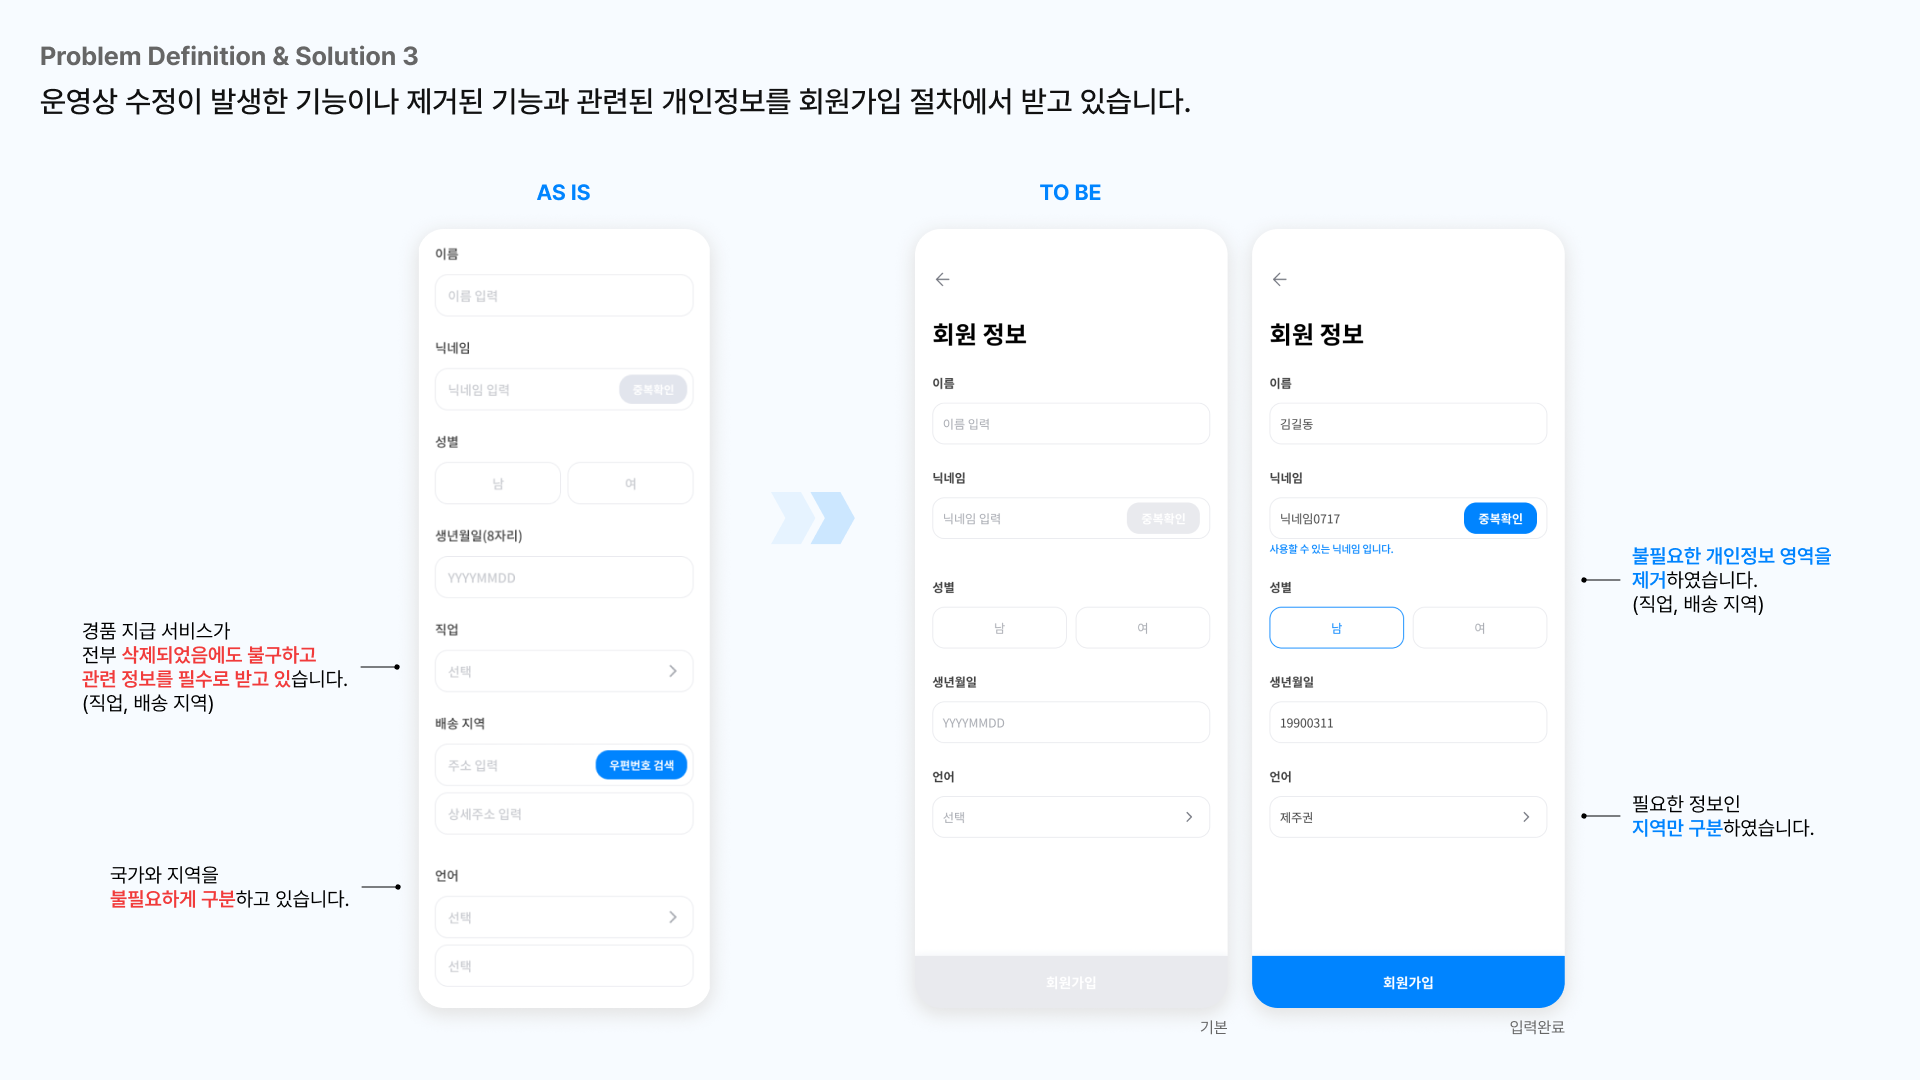 Problem Definition & Solution 3
운영상 수정이 발생한 기능이나 제거된 기능과 관련된 개인정보를 회원가입 절차에서 받고 있습니다.
AS IS
이름
이름 입력
닉네임
닉네임 입력
중복확인
성별
남
여
생년월일(8자리)
YYYYMMDD
직업
선택
배송 지역
주소 입력
우편번호 검색
상세주소 입력
언어
선택
선택
경품 지급 서비스가
전부 삭제되었음에도 불구하고
관련 정보를 필수로 받고 있습니다.
(직업, 배송 지역)
국가와 지역을
불필요하게 구분하고 있습니다.
TO BE
회원 정보
이름
이름 입력
닉네임
닉네임 입력
중복확인
성별
남
여
생년월일
YYYYMMDD
언어
선택
회원가입
기본
회원 정보
이름
김길동
닉네임
닉네임0717
중복확인
사용할 수 있는 닉네임 입니다.
성별
남
여
생년월일
19900311
언어
제주권
회원가입
입력완료
불필요한 개인정보 영역을
제거하였습니다.
(직업, 배송 지역)
필요한 정보인
지역만 구분하였습니다.